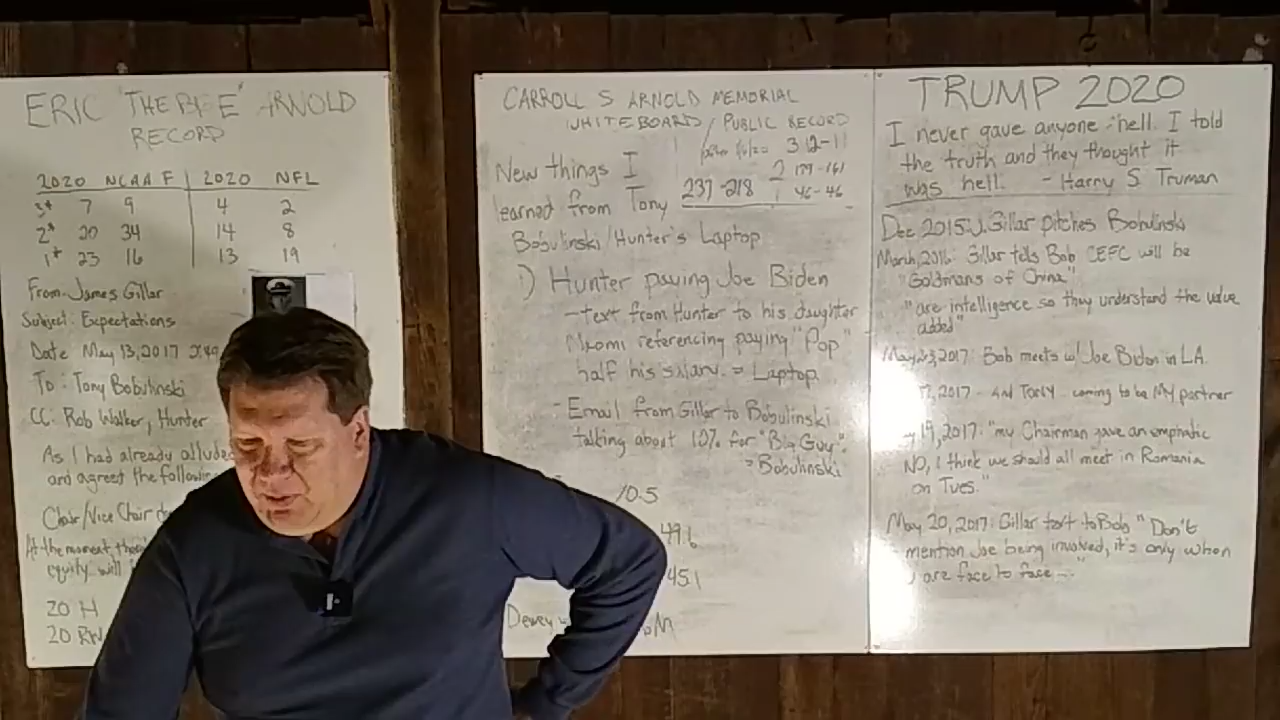 ERIC "THE BEE" ARNOLD
RECORD
2020 NCAA F 2020 NFL
3* 7 9 4 2
2* 20 34 14 8
1* 23 16 13 19
From: James Gillar
Subject: Expectations
Date May 13, 2017
To: Tony Bobulinski
CC: Rob Walker, Hunter
As I had already allude
and agreet the followin
Chair/Vice Chair
At the moment
equity will
20 H
20 RW
CARROLL S ARNOLD MEMORIAL
WHITEBOARD / PUBLIC RECORD
312-11
2 179-161
237-218 1 46-46
New things I
learned from Tony
Bobulinski/Hunter's Laptop
1) Hunter paying Joe Biden
- text from Hunter to his daughter
Naomi referencing paying "Pop"
half his salary. = Laptop
- Email from Gillar to Bobulinski
talking about 10% for "Big Guy".
= Bobulinski
10.5
49.6
45.1
Dewey
TRUMP 2020
I never gave anyone hell. I told
the truth and they thought it
was hell. - Harry S. Truman
Dec 2015: J. Gillar pitches Bobulinski
March, 2016: Gillar tells Bob CEFC will be
"Goldmans of China"
"are intelligence so they understand the value
added"
May 23, 2017: Bob meets w/ Joe Biden in LA
, 2017 - AND TONY coming to be MY partner
19, 2017: "my Chairman gave an emphatic
NO, I think we should all meet in Romania
on Tues."
May 20, 2017: Gillar text to Bob "Don't
mention Joe being involved, it's only when
u are face to face..."